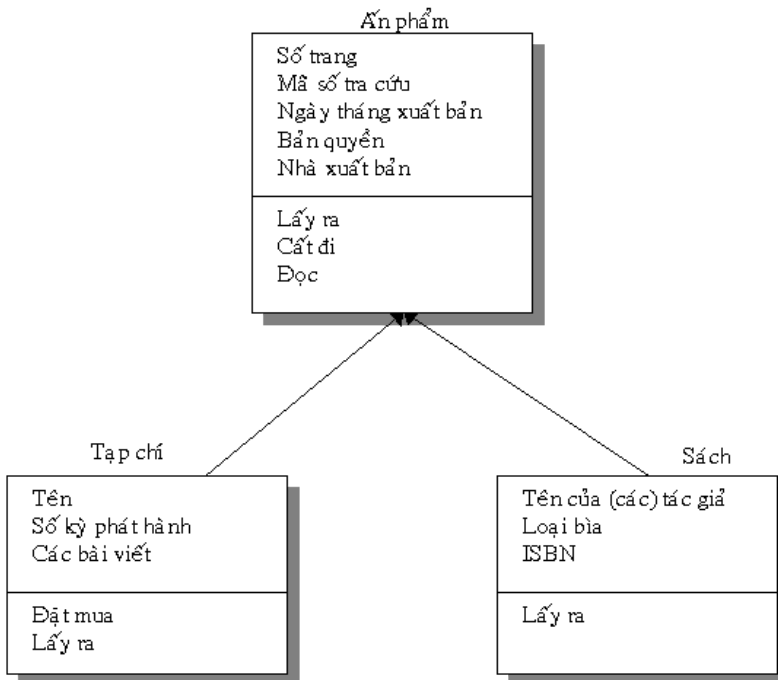 Ấn phẩm
Số trang
Mã số tra cứu
Ngày tháng xuất bản
Bản quyền
Nhà xuất bản
Lấy ra
Cất đi
Đọc
Tạp chí
Tên
Số kỳ phát hành
Các bài viết
Đặt mua
Lấy ra
Sách
Tên của (các) tác giả
Loại bìa
ISBN
Lấy ra